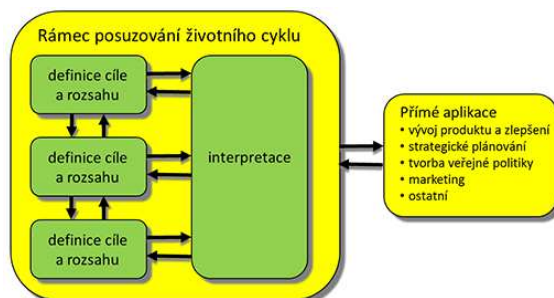 Rámec posuzování životního cyklu
definice cíle
a rozsahu
definice cíle
a rozsahu
definice cíle
a rozsahu
interpretace
Přímé aplikace
• vývoj produktu a zlepšení
• strategické plánování
• tvorba veřejné politiky
• marketing
• ostatní